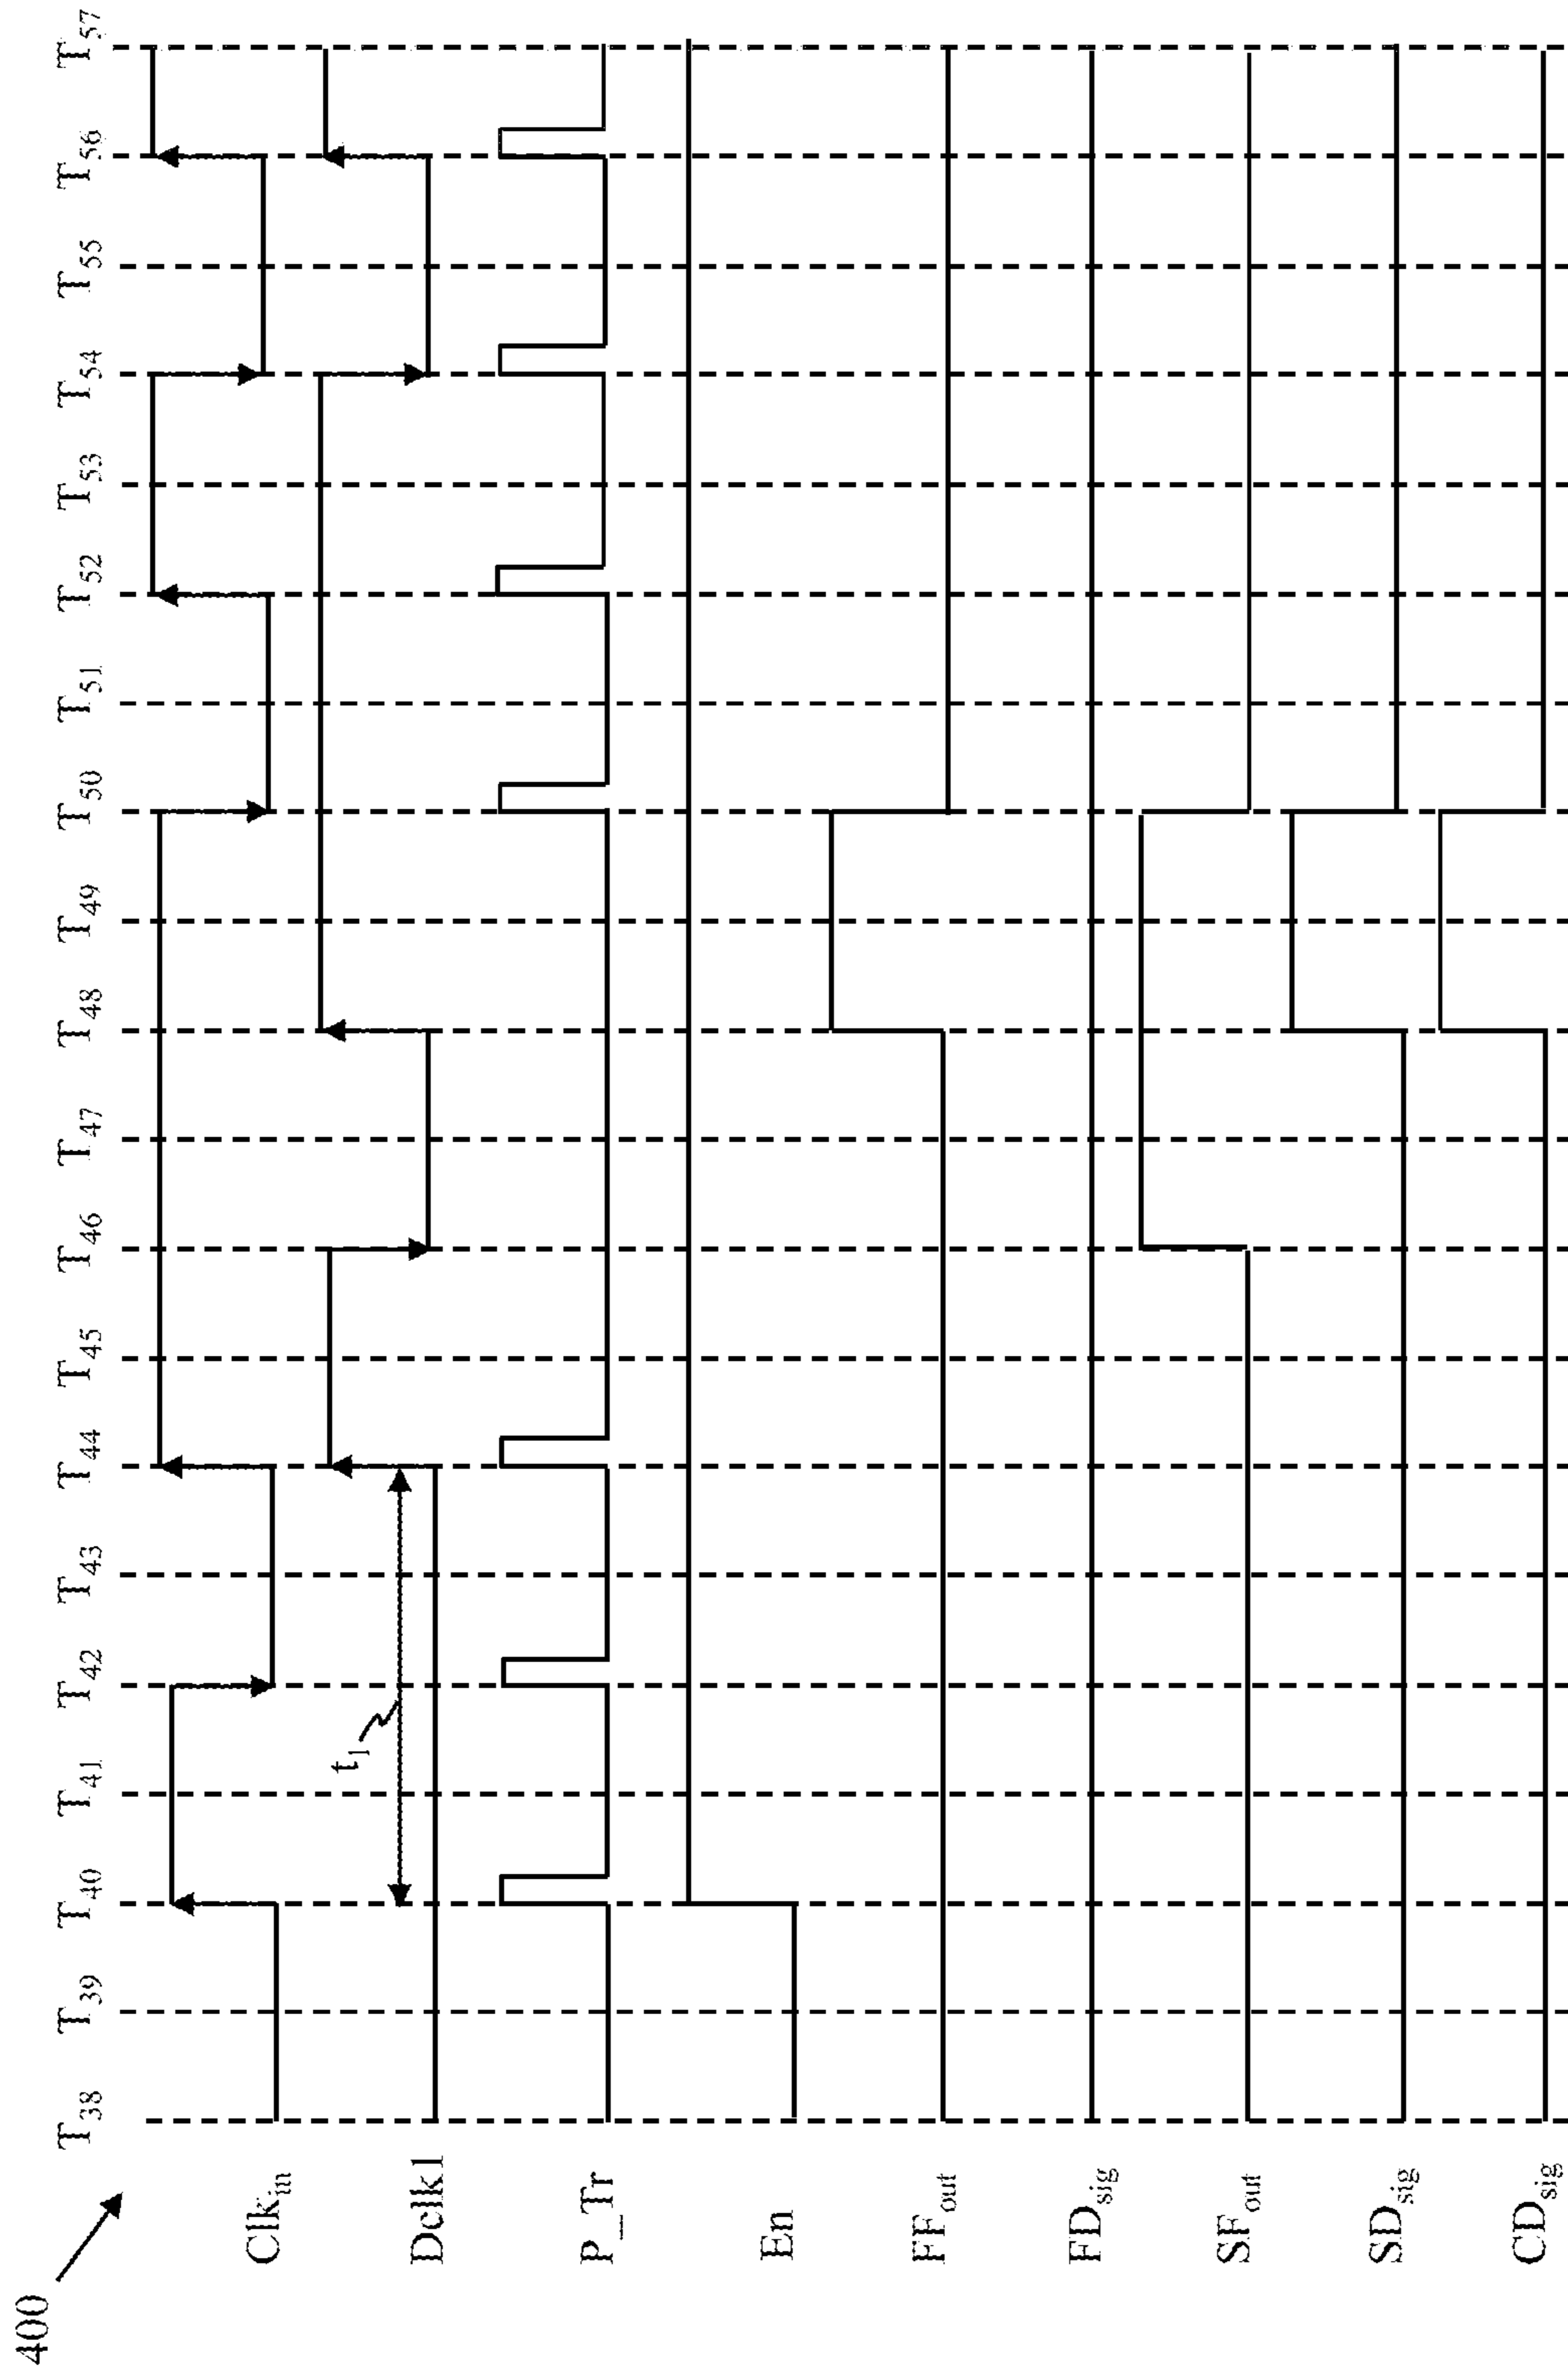 400
T38 T39 T40 T41 T42 T43 T44 T45 T46 T47 T48 T49 T50 T51 T52 T53 T54 T55 T56 T57
Clkin
Dclk1
t1
P_Tr
En
FFout
FDsig
SFout
SDsig
CDsig